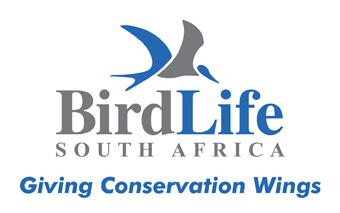 BirdLife
SOUTH AFRICA
Giving Conservation Wings